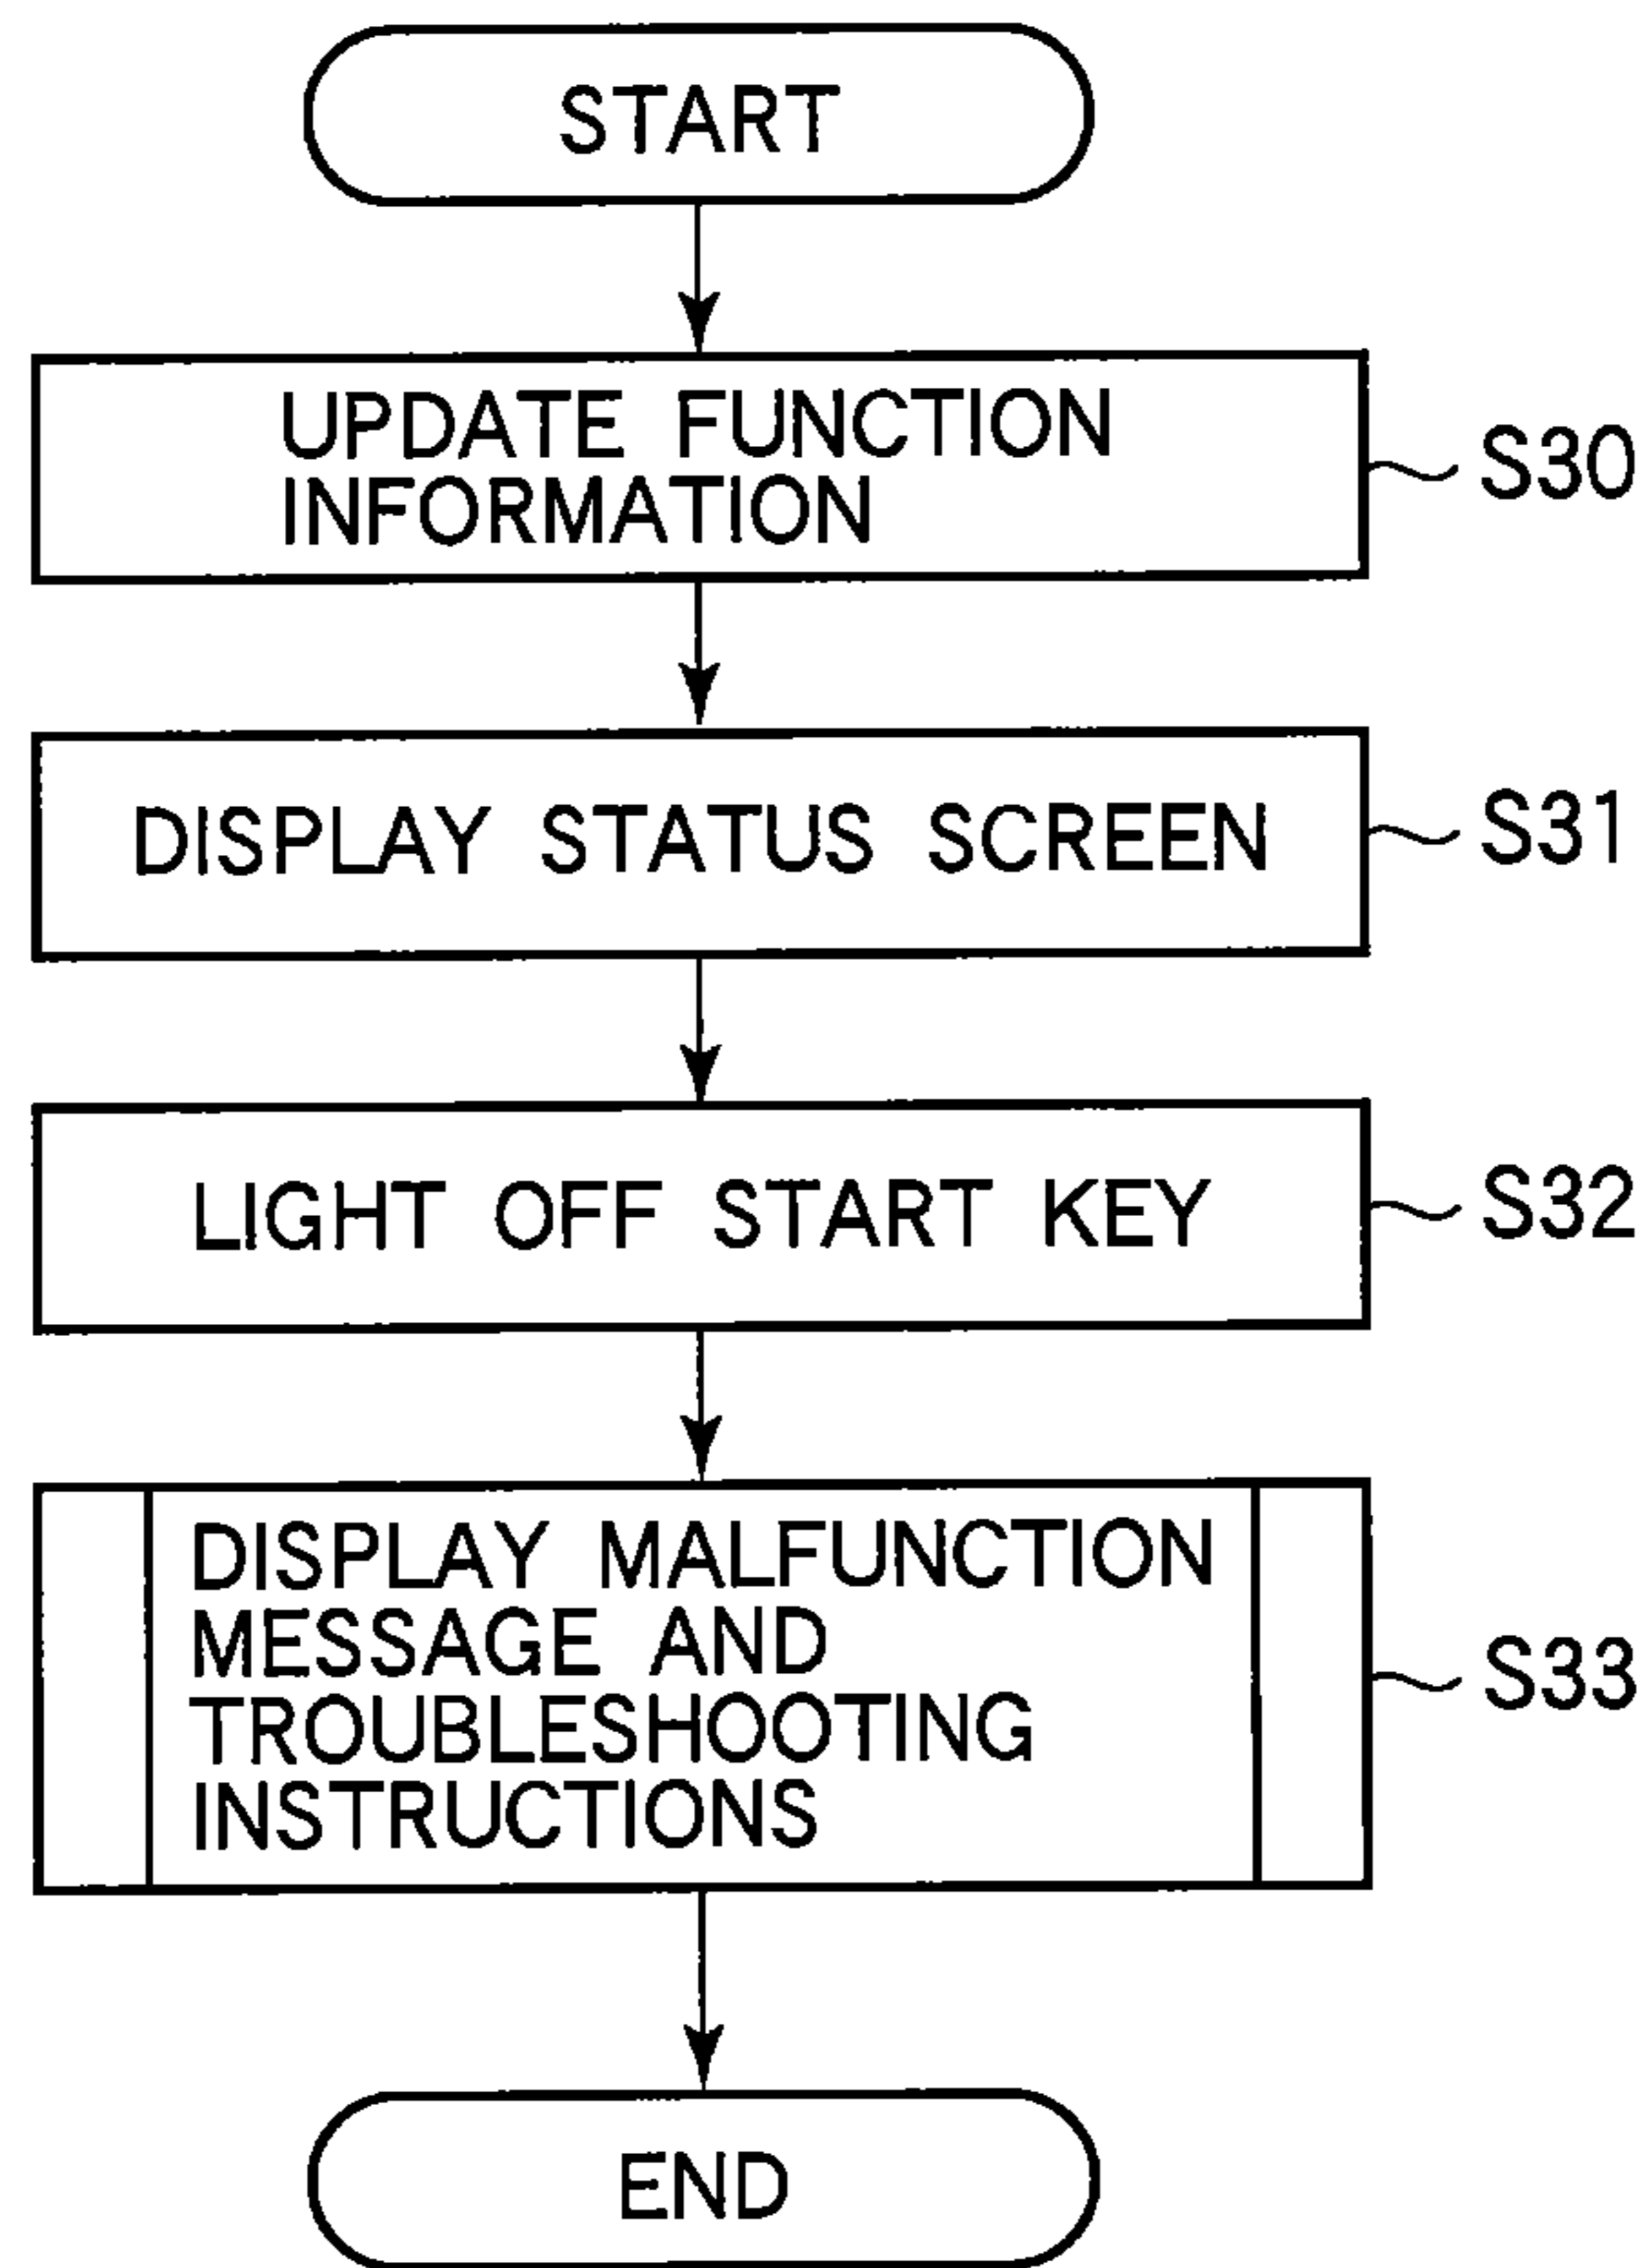 START
UPDATE FUNCTION
INFORMATION
S30
DISPLAY STATUS SCREEN
S31
LIGHT OFF START KEY
S32
DISPLAY MALFUNCTION
MESSAGE AND
TROUBLESHOOTING
INSTRUCTIONS
S33
END